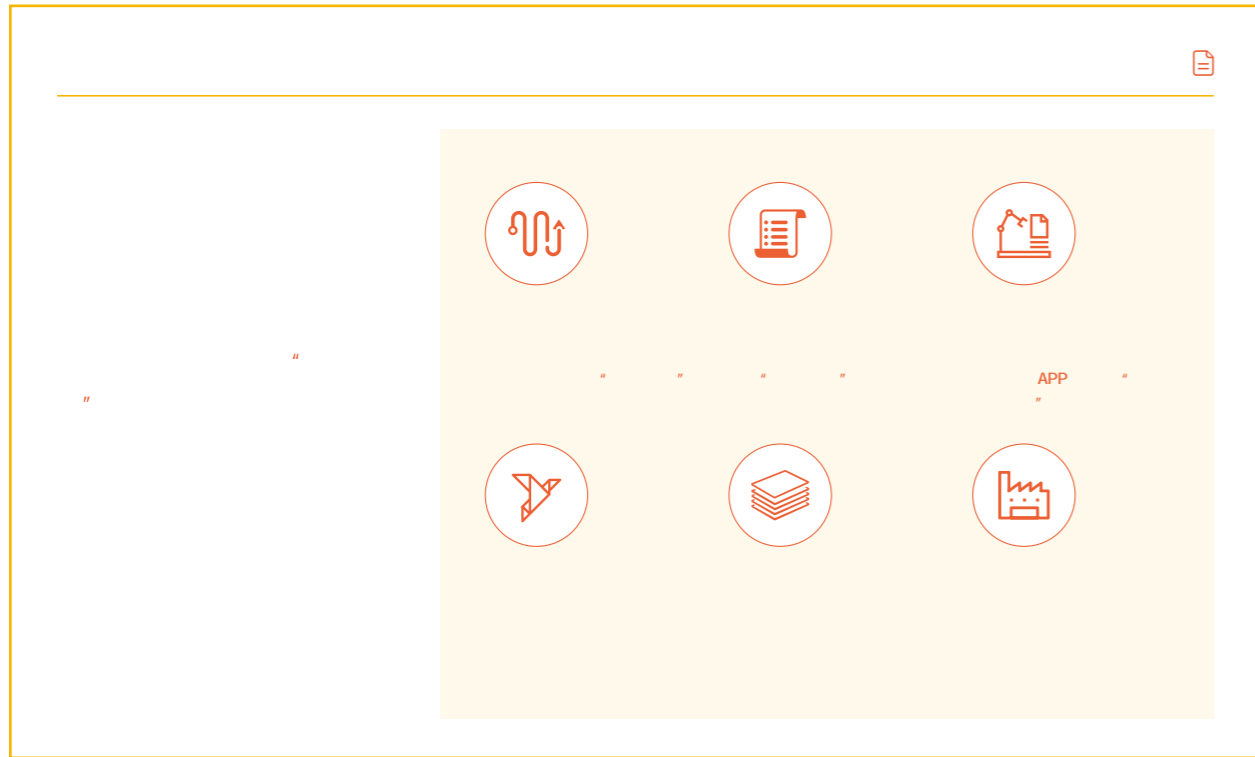 “
”
“ ” “ ” APP “
”